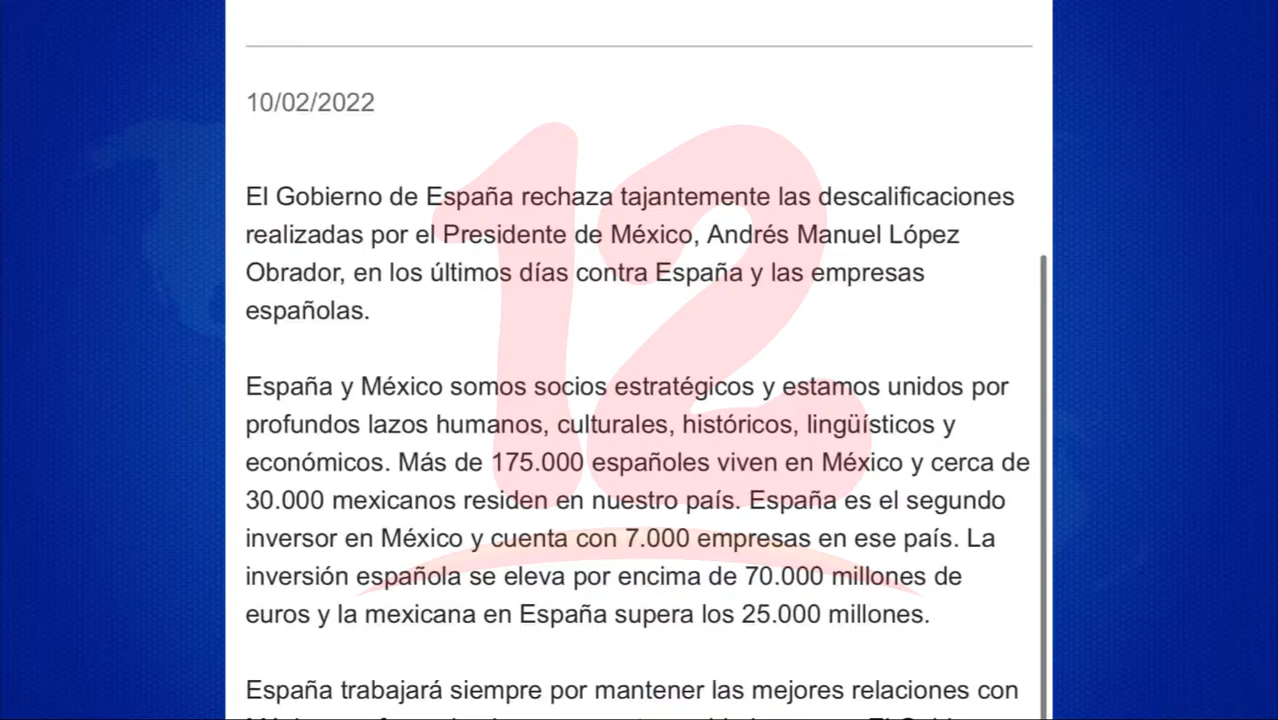 10/02/2022
El Gobierno de España rechaza tajantemente las descalificaciones
realizadas por el Presidente de México, Andrés Manuel López
Obrador, en los últimos días contra España y las empresas
españolas.
España y México somos socios estratégicos y estamos unidos por
profundos lazos humanos, culturales, históricos, lingüísticos y
económicos. Más de 175.000 españoles viven en México y cerca de
30.000 mexicanos residen en nuestro país. España es el segundo
inversor en México y cuenta con 7.000 empresas en ese país. La
inversión española se eleva por encima de 70.000 millones de
euros y la mexicana en España supera los 25.000 millones.
España trabajará siempre por mantener las mejores relaciones con
12